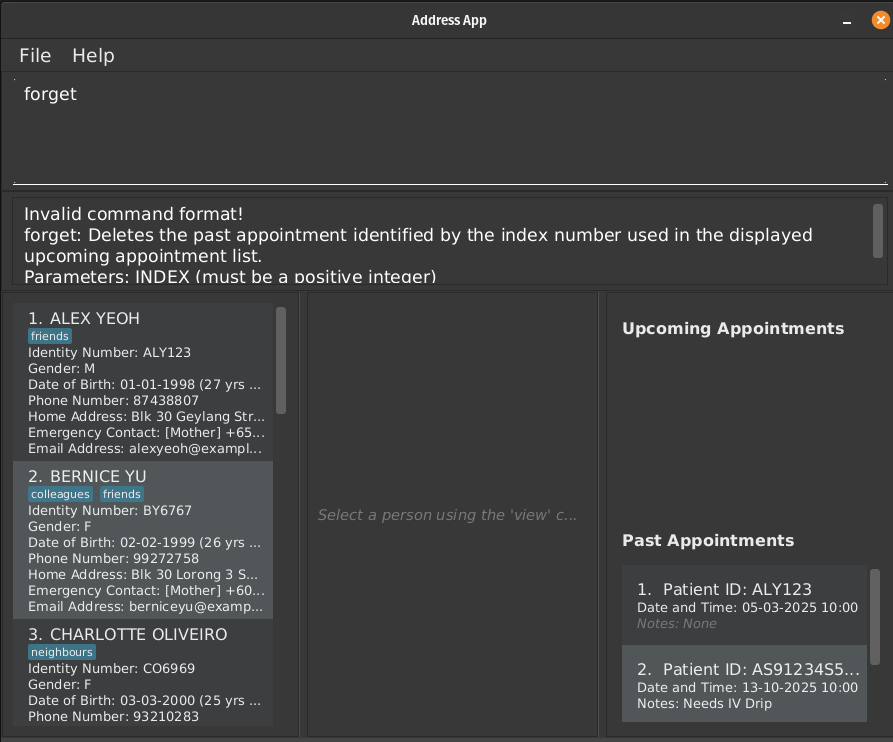 Address App
File Help
forget
Invalid command format!
forget: Deletes the past appointment identified by the index number used in the displayed
upcoming appointment list.
Parameters: INDEX (must be a positive integer)
1. ALEX YEOH
friends
Identity Number: ALY123
Gender: M
Date of Birth: 01-01-1998 (27 yrs ...
Phone Number: 87438807
Home Address: Blk 30 Geylang Str...
Emergency Contact: [Mother] +65...
Email Address: alexyeoh@exampl...
2. BERNICE YU
colleagues friends
Identity Number: BY6767
Gender: F
Date of Birth: 02-02-1999 (26 yrs ...
Phone Number: 99272758
Home Address: Blk 30 Lorong 3 S...
Emergency Contact: [Mother] +60...
Email Address: berniceyu@examp...
3. CHARLOTTE OLIVEIRO
neighbours
Identity Number: CO6969
Gender: F
Date of Birth: 03-03-2000 (25 yrs ...
Phone Number: 93210283
Select a person using the 'view' c...
Upcoming Appointments
Past Appointments
1. Patient ID: ALY123
Date and Time: 05-03-2025 10:00
Notes: None
2. Patient ID: AS91234S5...
Date and Time: 13-10-2025 10:00
Notes: Needs IV Drip